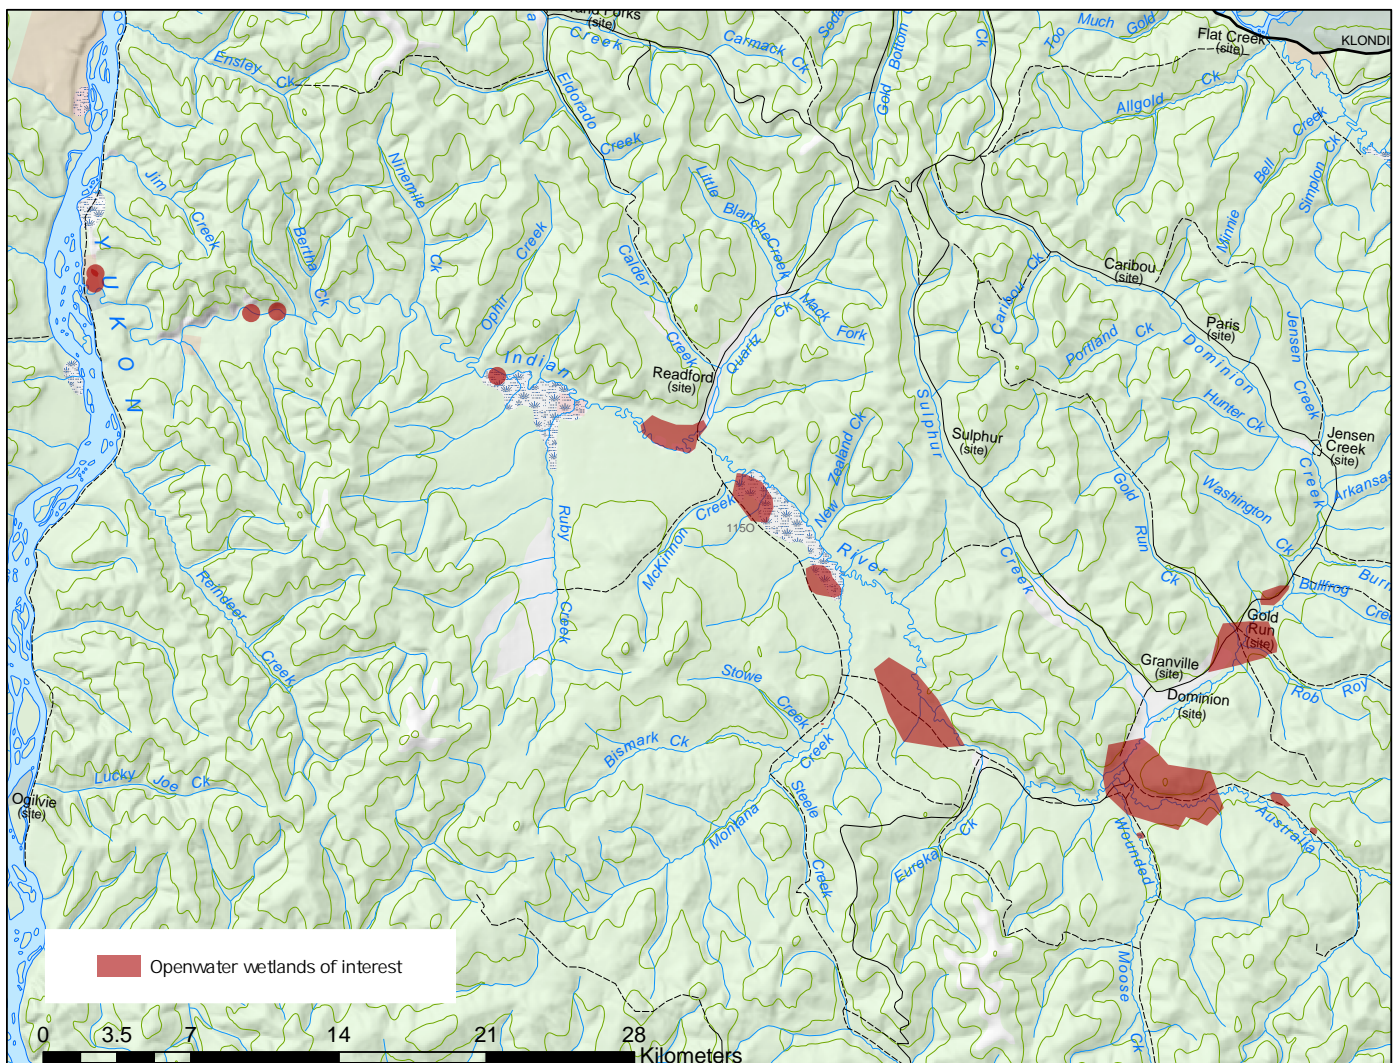 (site)
Creek
Carmack
Ck
Gold Bottom
Ck
Too Much Gold
Flat Creek
(site)
KLONDI
Ensley
Ck
Eldorado
Creek
Allgold
Ck
Bell
Creek
Minnie
Simplon Ck
Jim
Creek
Ninemile
Ck
Bertha
Ck
Little
Blanche
Creek
Calder
Creek
Ophir
Creek
YUKON
Mack
Fork
Quartz
Ck
Caribou
Ck
Caribou
(site)
Portland
Ck
Paris
(site)
Dominion
Creek
Jensen
Creek
Hunter Ck
Jensen
Creek
(site)
Indian
River
Readford
(site)
Sulphur
Creek
Sulphur
(site)
New
Zealand Ck
Gold
Run
Ck
Washington
Ck
Arkansas
Ruby
Creek
McKinnon
Creek
1150
Reindeer
Creek
Bullfrog
Cre
Burr
Gold
Run
(site)
Granville
(site)
Dominion
(site)
Rob Roy
Stowe
Creek
Bismark Ck
Montana
Creek
Steele
Creek
Lucky Joe Ck
Ogilvie
(site)
Eureka
Ck
Wounded
Moose
Ck
Australia
Openwater wetlands of interest
0 3.5 7 14 21 28
Kilometers